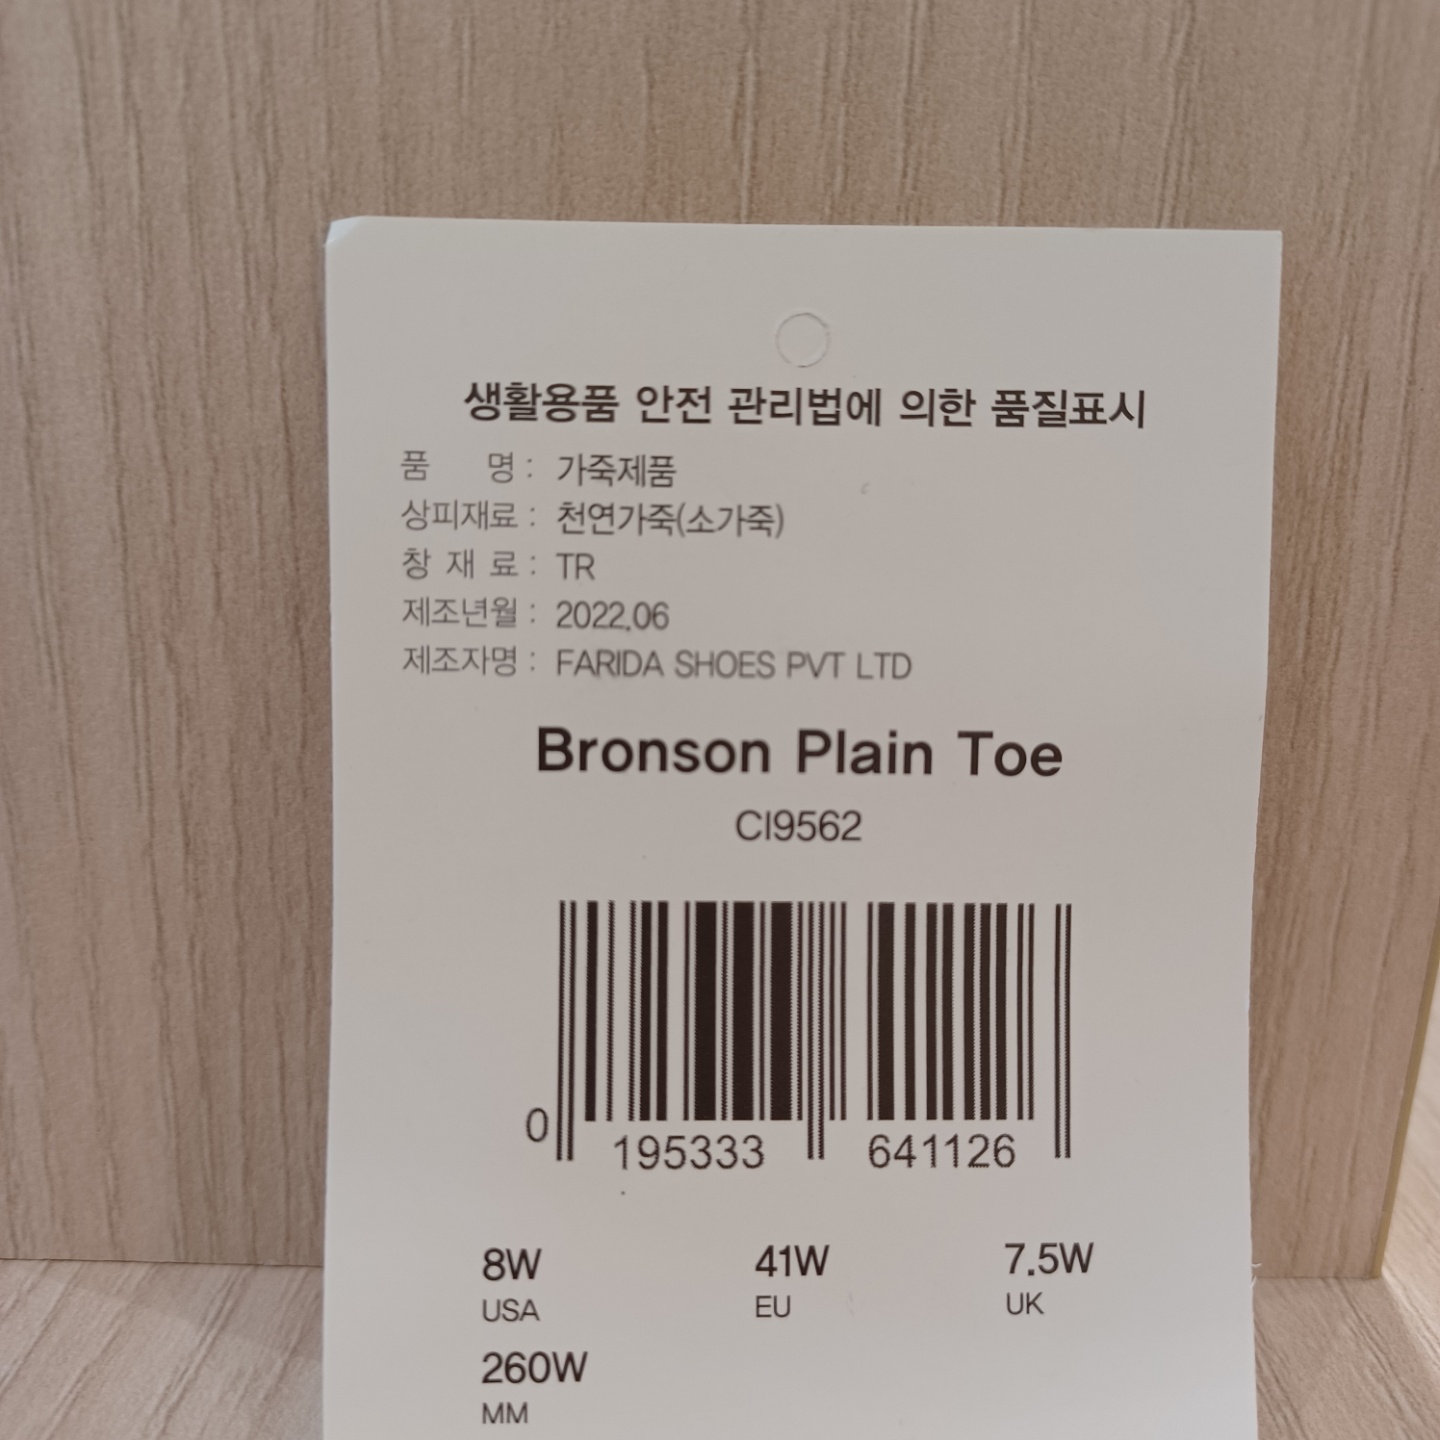 생활용품 안전 관리법에 의한 품질표시
품 명 : 가죽제품
상피재료 : 천연가죽(소가죽)
창 재 료 : TR
제조년월 : 2022.06
제조자명 : FARIDA SHOES PVT LTD
Bronson Plain Toe
CI9562
0 195333 641126
8W 41W 7.5W
USA EU UK
260W
MM